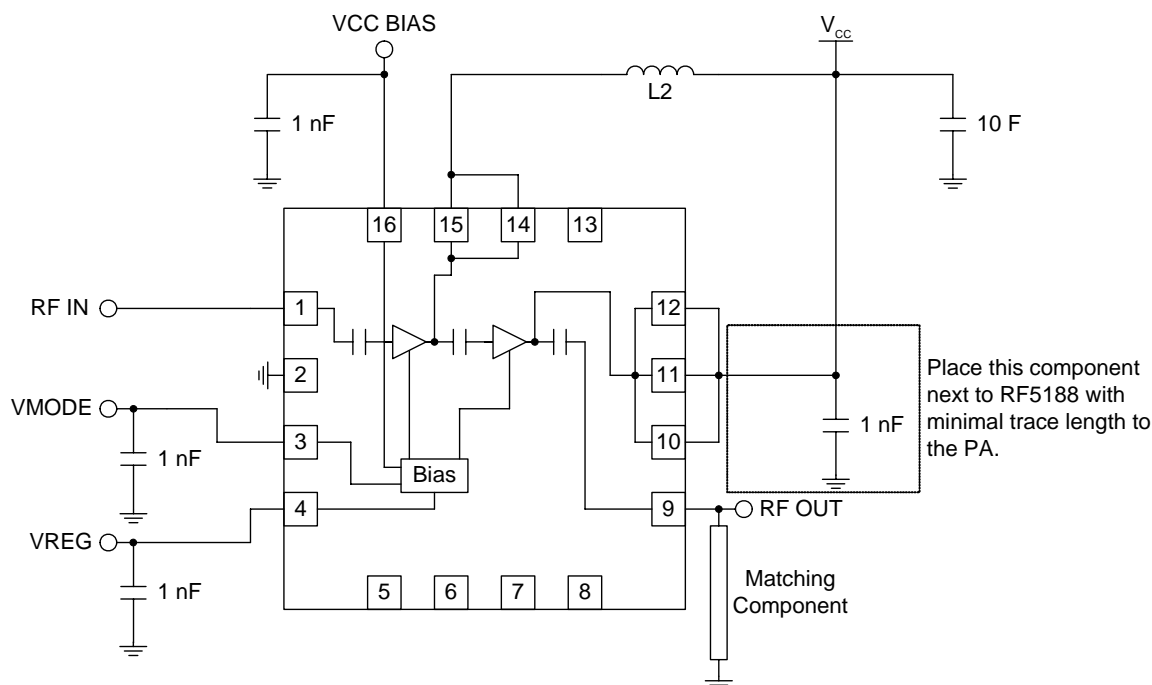 VCC BIAS
VCC
L2
1 nF
10 F
16
15
14
13
RF IN
1
12
2
11
Place this component
next to RF5188 with
minimal trace length to
the PA.
VMODE
3
10
1 nF
1 nF
Bias
4
9
RF OUT
VREG
1 nF
5
6
7
8
Matching
Component